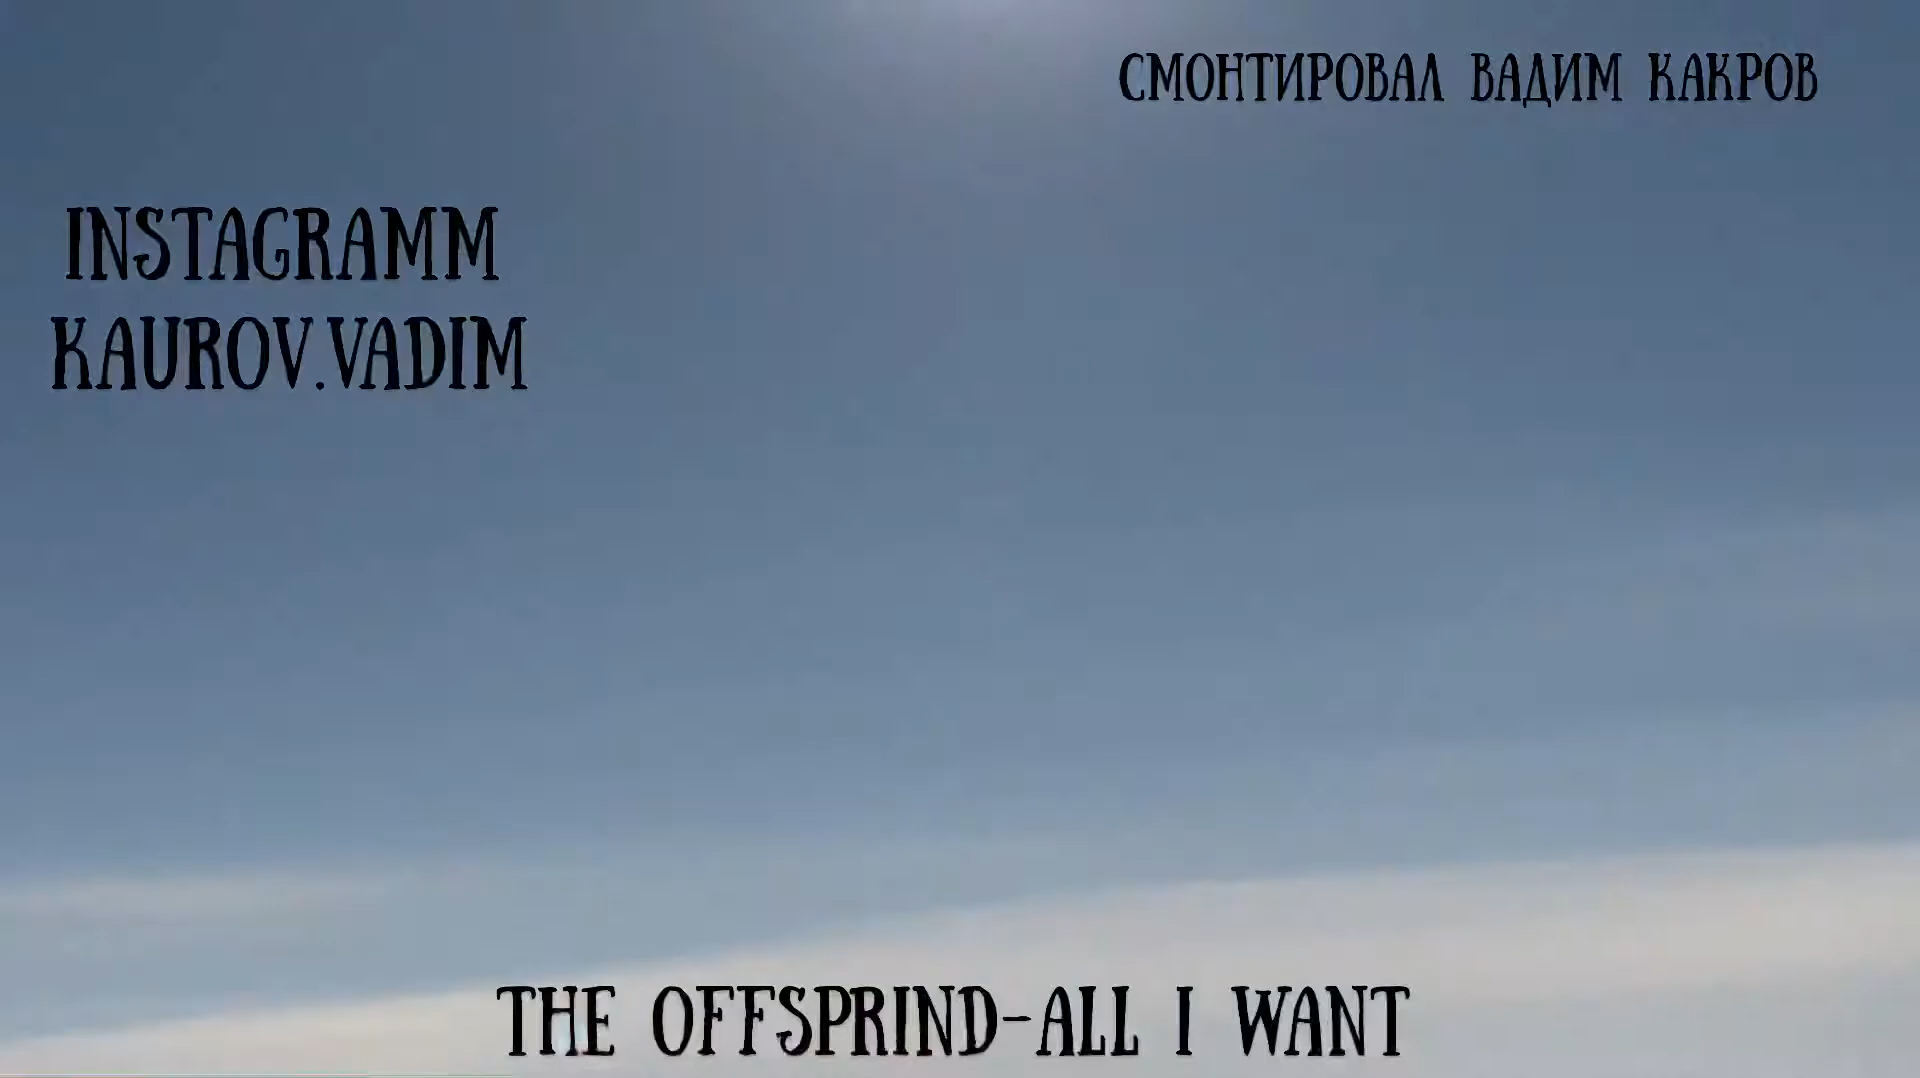 СМОНТИРОВАЛ ВАДИМ КАКРОВ
INSTAGRAMM
KAUROV.VADIM
THE OFFSPRIND-ALL I WANT